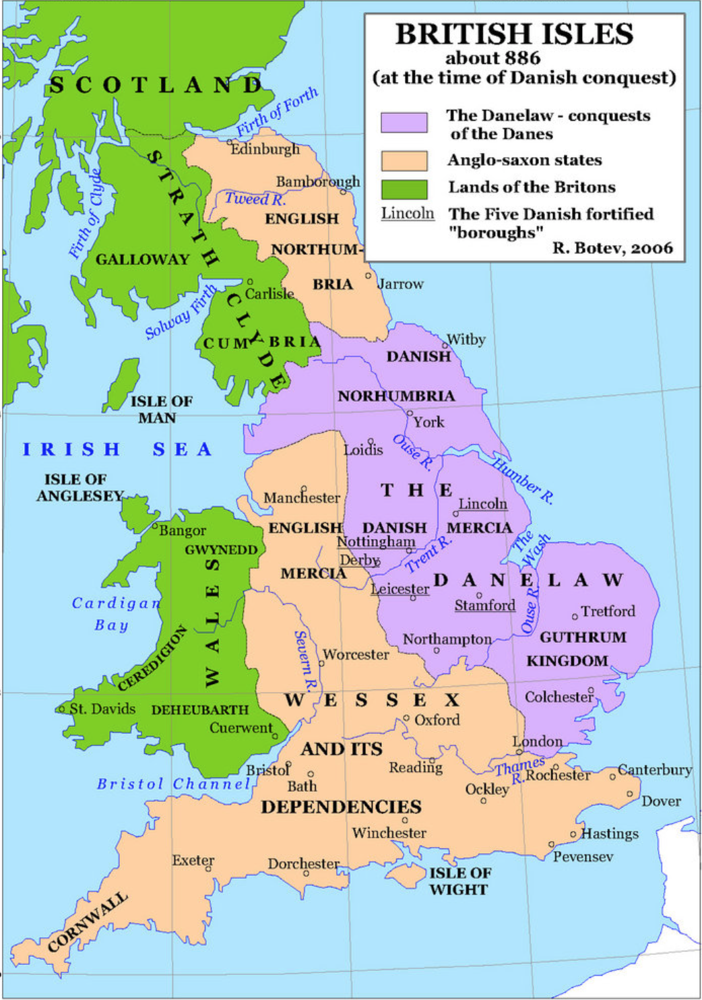 BRITISH ISLES
about 886
(at the time of Danish conquest)
The Danelaw - conquests
of the Danes
Anglo-saxon states
Lands of the Britons
Lincoln
The Five Danish fortified
"boroughs"
R. Botev, 2006
SCOTLAND
Firth of Forth
Edinburgh
STRATH
CLYDE
Firth of Clyde
Bamborough
Tweed R.
ENGLISH
NORTHUM-
BRIA
GALLOWAY
Jarrow
Carlisle
Solway Firth
CUM BRIA
Witby
DANISH
NORHUMBRIA
ISLE OF
MAN
York
IRISH SEA
Loidis
Ouse R.
Humber R.
ISLE OF
ANGLESEY
THE
Manchester
Lincoln
ENGLISH
DANISH
MERCIA
Bangor
Nottingham
The
Wash
GWYNEDD
Derby
Trent R.
MERCIA
DANELAW
WALES
Leicester
Stamford
Ouse R.
Tretford
Cardigan
Bay
Northampton
GUTHRUM
KINGDOM
CEREDIGION
Severn R.
Worcester
WESSEX
Colchester
St. Davids
DEHEUBARTH
Oxford
Cuerwent
London
AND ITS
Bristol
Reading
Thames
R.
Rochester
Canterbury
Bristol Channel
Bath
Ockley
DEPENDENCIES
Dover
Winchester
Hastings
Pevensev
Exeter
Dorchester
ISLE OF
WIGHT
CORNWALL